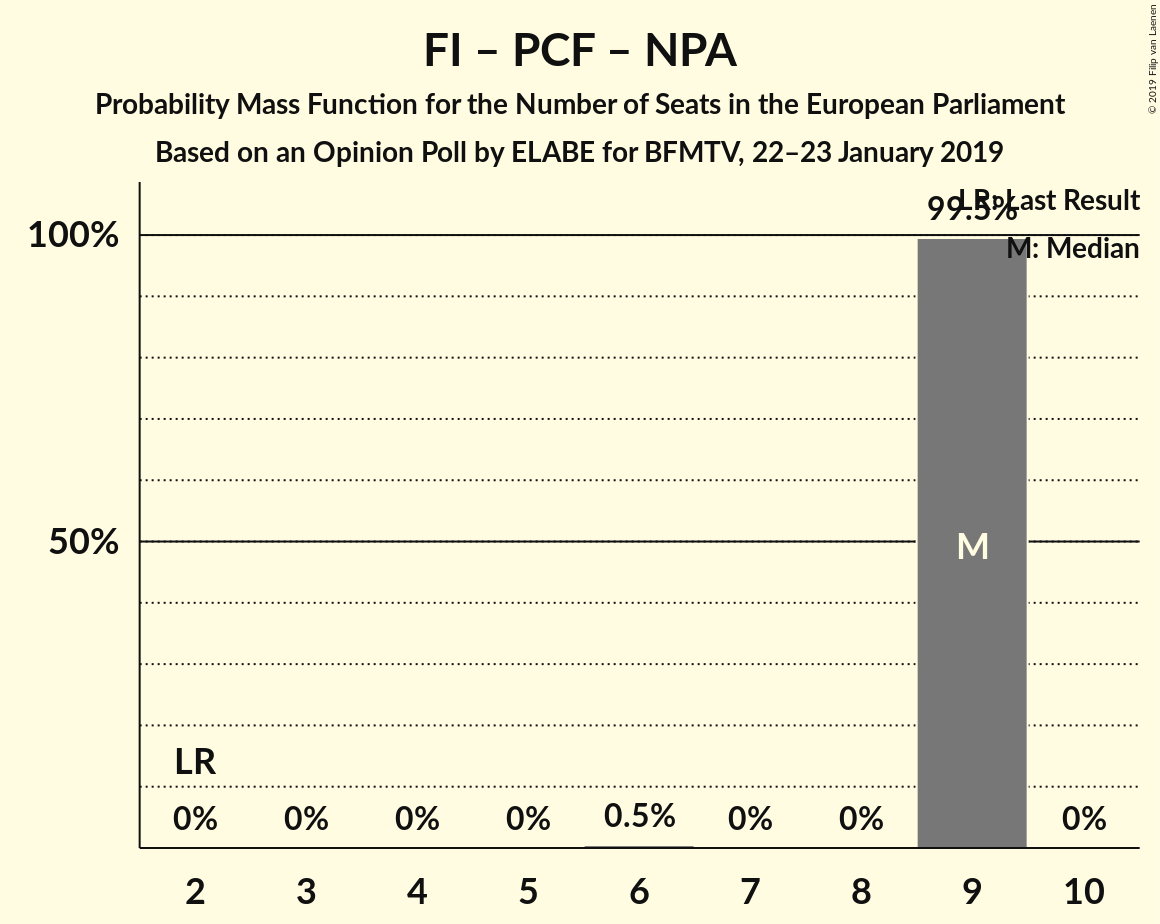 FI – PCF – NPA
Probability Mass Function for the Number of Seats in the European Parliament
Based on an Opinion Poll by ELABE for BFMTV, 22–23 January 2019
© 2019 Filip van Laenen
LR: Last Result
M: Median
99.5%
100%
50%
M
LR
0% 0% 0% 0% 0.5% 0% 0% 0%
2 3 4 5 6 7 8 9 10